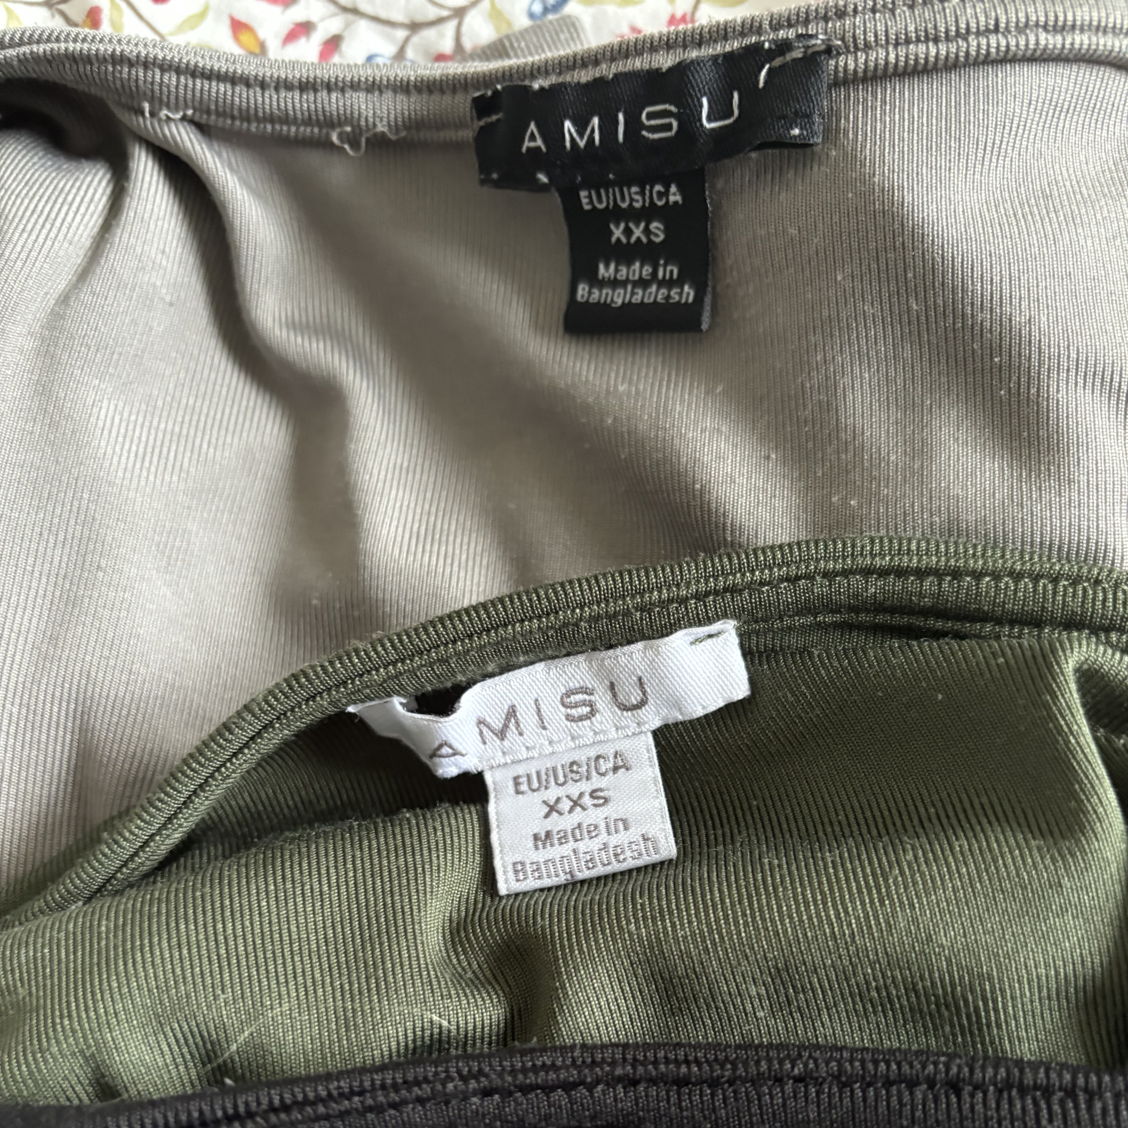 AMISU
EU/US/CA
XXS
Made in
Bangladesh
AMISU
EU/US/CA
XXS
Made in
Bangladesh